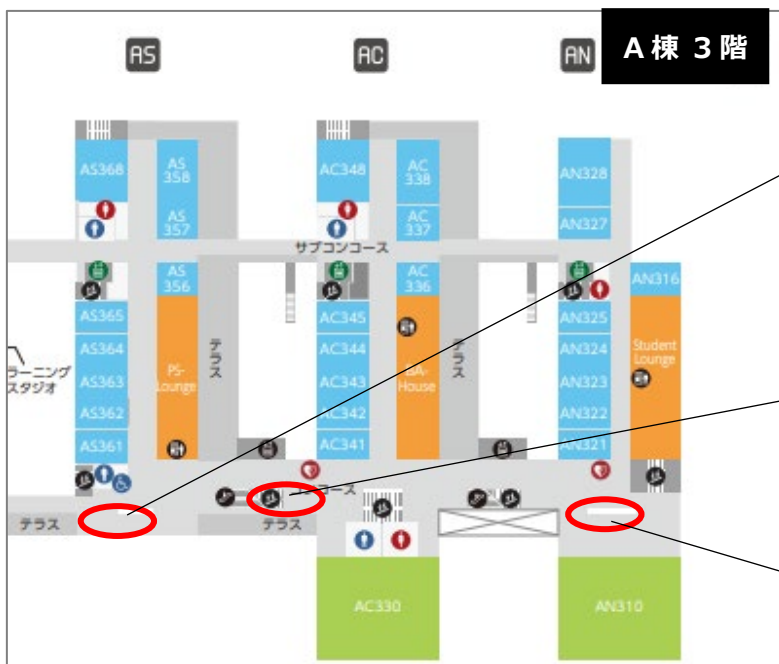 A棟 3階
AS
AC
AN
AS368
AS
358
AS
357
AC348
AC
338
AC
337
AN328
AN327
サブコンコース
AS
356
AC
336
AN316
AS365
AS364
AS363
AS362
AS361
PS-
Lounge
テラス
AC345
AC344
AC343
AC342
AC341
BA-
House
テラス
AN325
AN324
AN323
AN322
AN321
Student
Lounge
ラーニング
スタジオ
コース
テラス
テラス
AC330
AN310